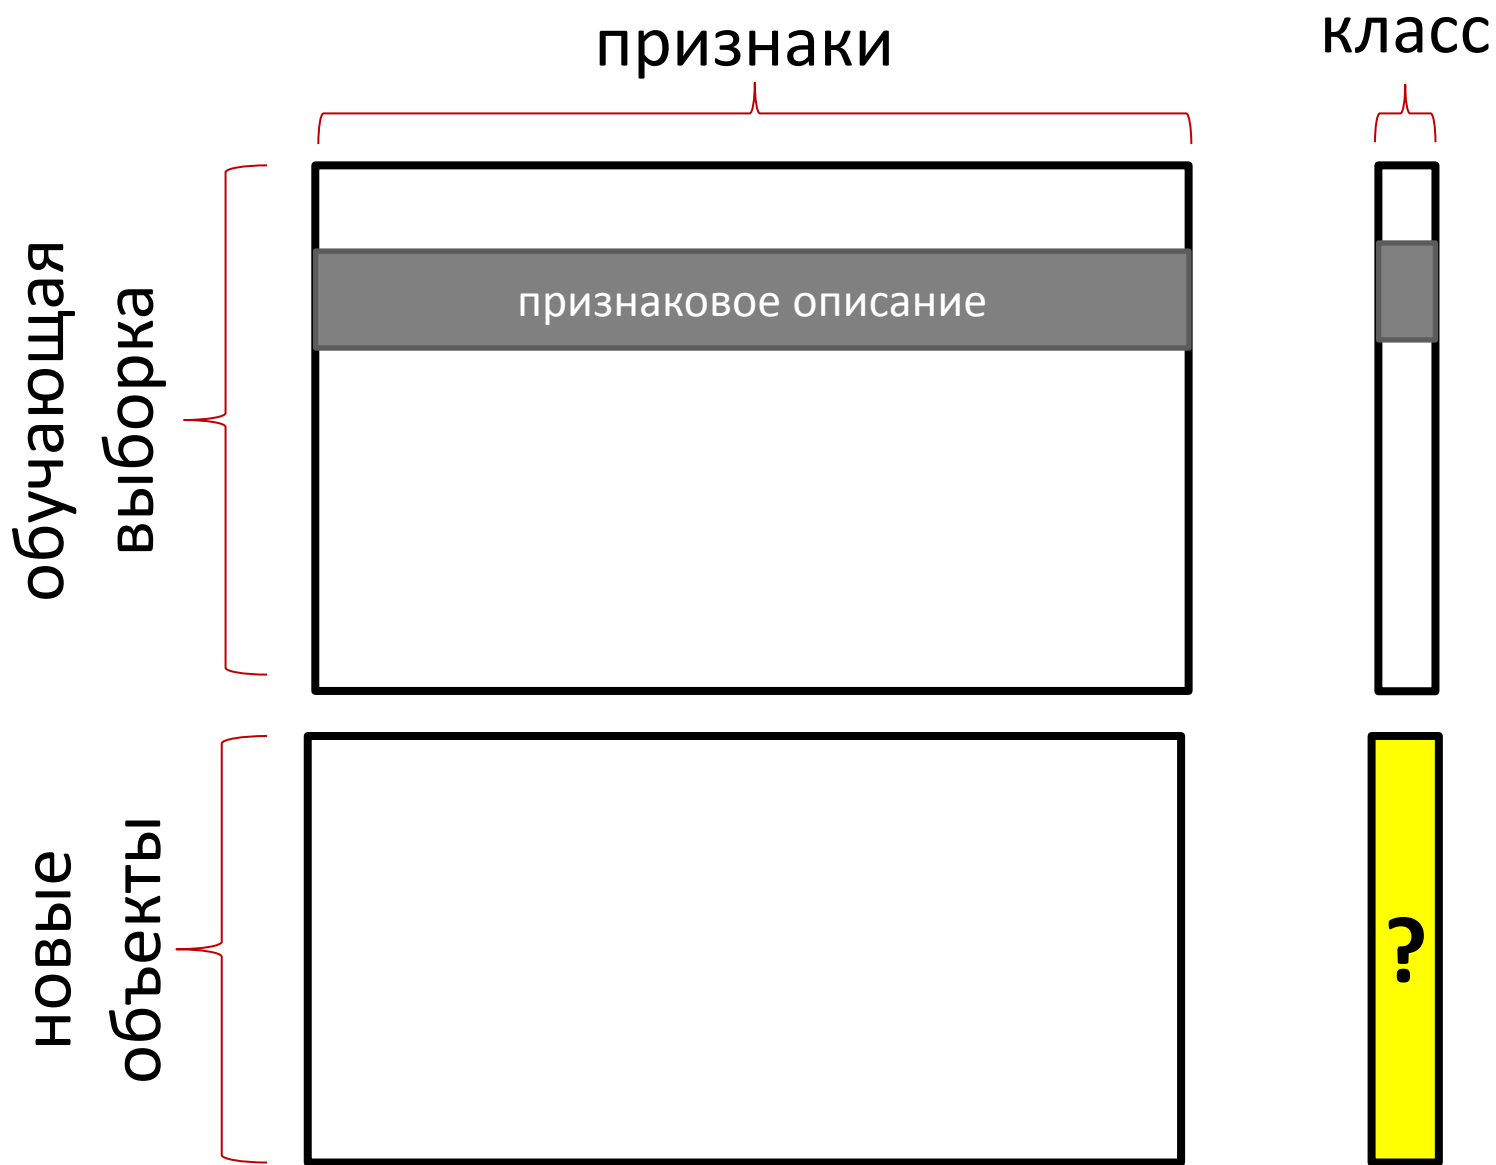 признаки
класс
обучающая
выборка
признаковое описание
новые
объекты
?